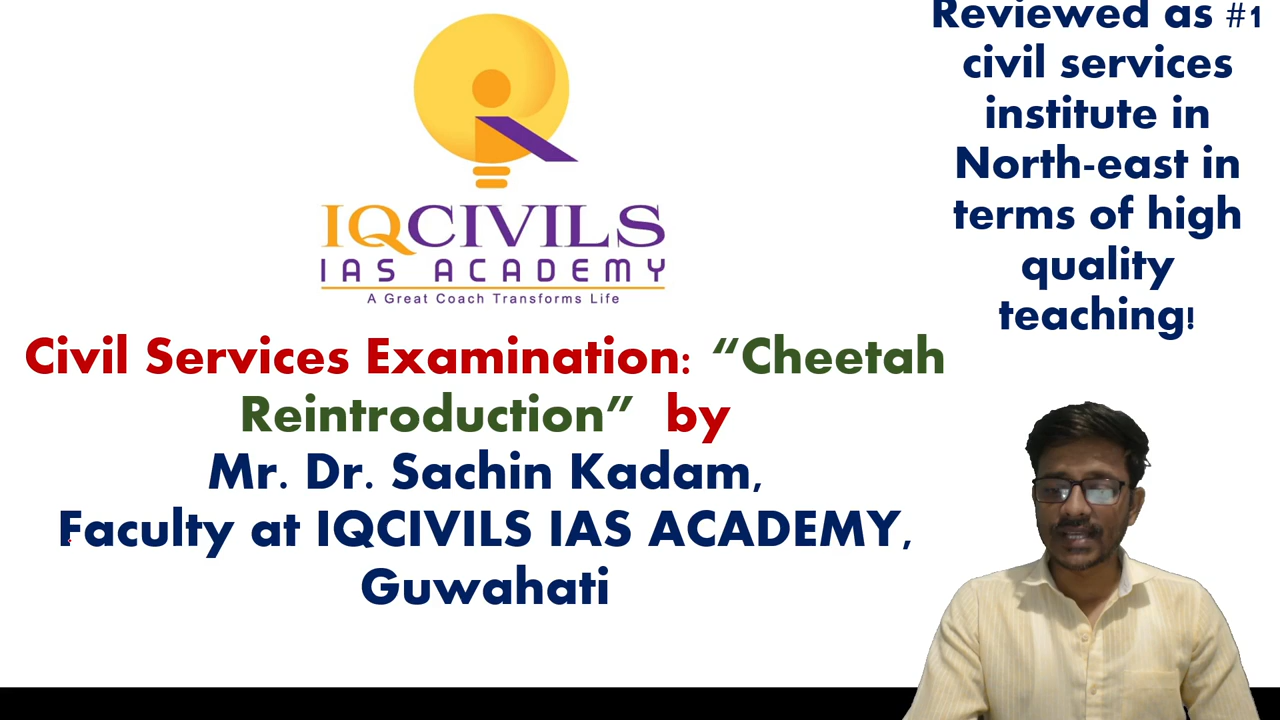 IQCIVILS
IAS ACADEMY
A Great Coach Transforms Life
Reviewed as #1
civil services
institute in
North-east in
terms of high
quality
teaching!
Civil Services Examination: “Cheetah
Reintroduction” by
Mr. Dr. Sachin Kadam,
Faculty at IQCIVILS IAS ACADEMY,
Guwahati